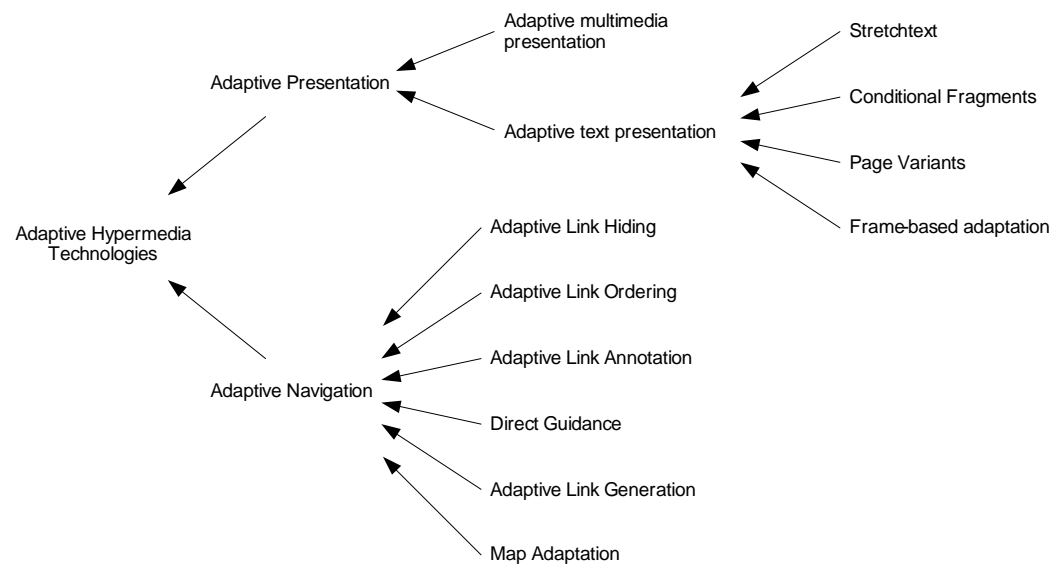 Adaptive multimedia
presentation
Stretchtext
Adaptive Presentation
Conditional Fragments
Adaptive text presentation
Page Variants
Adaptive Hypermedia
Technologies
Adaptive Link Hiding
Frame-based adaptation
Adaptive Link Ordering
Adaptive Link Annotation
Adaptive Navigation
Direct Guidance
Adaptive Link Generation
Map Adaptation